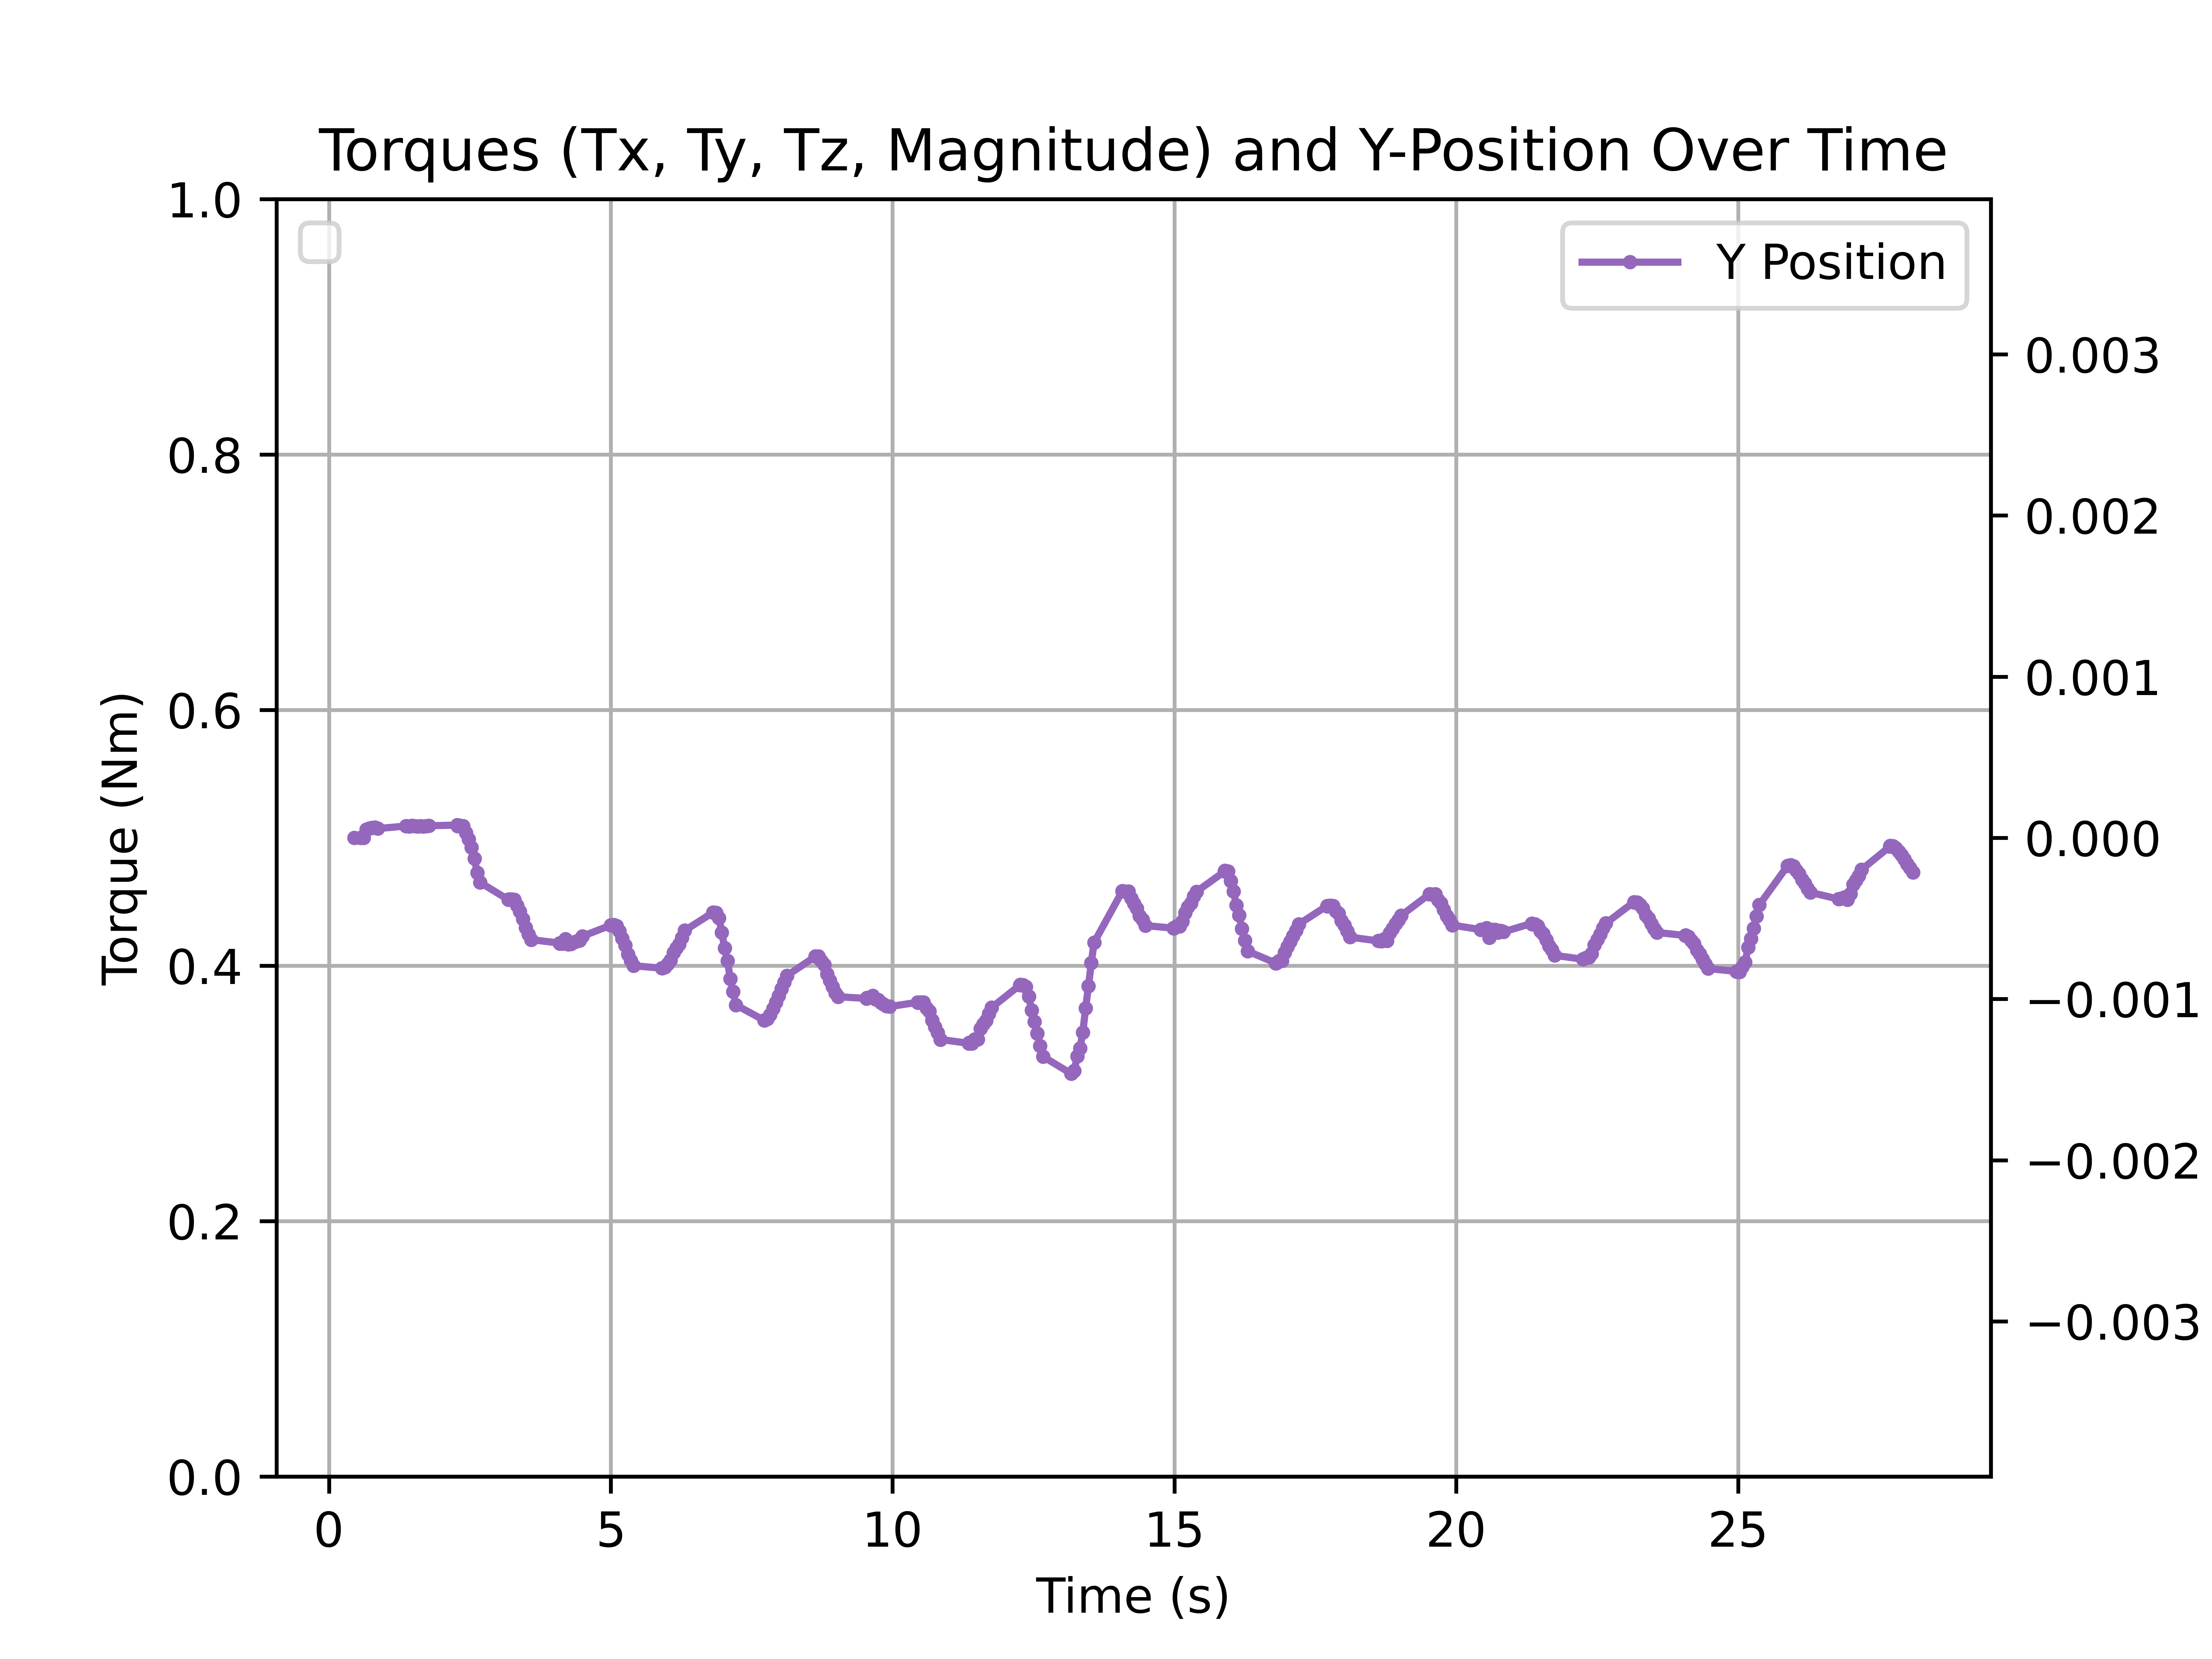 Torques (Tx, Ty, Tz, Magnitude) and Y-Position Over Time
1.0
0.8
0.6
0.4
0.2
0.0
Torque (Nm)
Y Position
0.003
0.002
0.001
0.000
−0.001
−0.002
−0.003
0 5 10 15 20 25
Time (s)